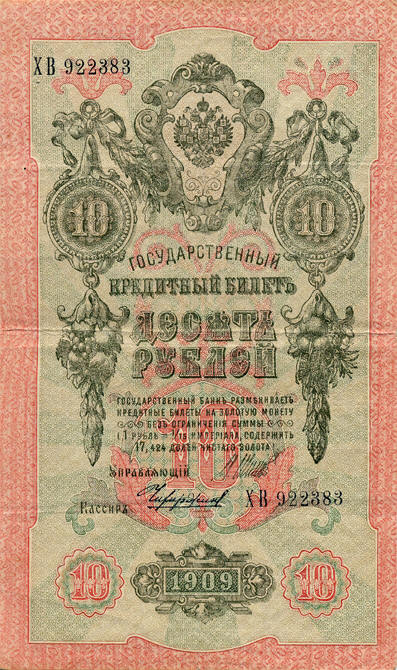 ХВ 922383
10 10
ГОСУДАРСТВЕННЫЙ
КРЕДИТНЫЙ БИЛЕТЪ
ДЕСЯТЬ
РУБЛЕЙ
ГОСУДАРСТВЕННЫЙ БАНКЪ РАЗМѢНИВАЕТЪ
КРЕДИТНЫЕ БИЛЕТЫ НА ЗОЛОТУЮ МОНЕТУ
БЕЗЪ ОГРАНИЧЕНІЯ СУММЫ
(1 РУБЛЬ = 1/15 ИМПЕРІАЛА, СОДЕРЖИТЪ
17,424 ДОЛЕЙ ЧИСТАГО ЗОЛОТА)
10
УПРАВЛЯЮЩІЙ
ХВ 922383
КАССИРЪ
10 1909 10